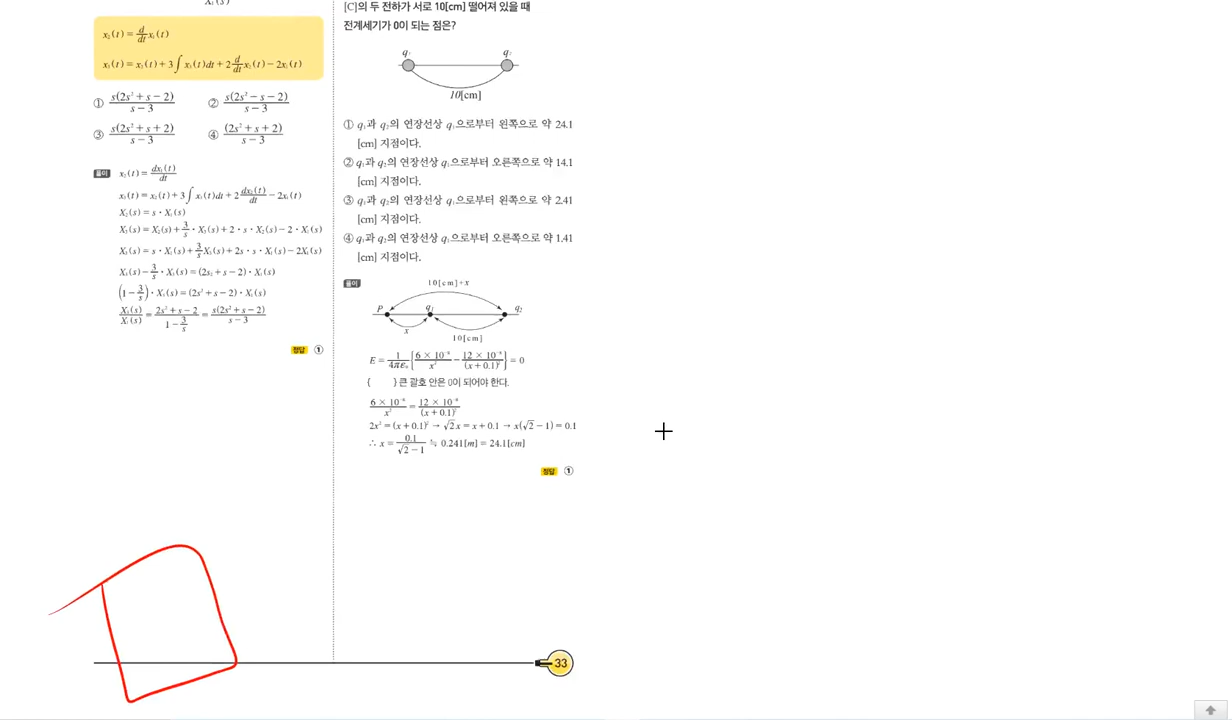 x₂(t) = d/dt x₁(t)
x₃(t) = x₂(t) + 3∫x₃(t)dt + 2 d/dt x₂(t) − 2x₁(t)
① s(2s² + s − 2)/(s − 3) ② s(2s² − s − 2)/(s − 3)
③ s(2s² + s + 2)/(s − 3) ④ (2s² + s + 2)/(s − 3)
풀이 x₂(t) = dx₁(t)/dt
x₃(t) = x₂(t) + 3∫x₃(t)dt + 2 dx₂(t)/dt − 2x₁(t)
X₂(s) = s · X₁(s)
X₃(s) = X₂(s) + 3/s · X₃(s) + 2 · s · X₂(s) − 2 · X₁(s)
X₃(s) = s · X₁(s) + 3/s X₃(s) + 2s · s · X₁(s) − 2X₁(s)
X₃(s) − 3/s · X₃(s) = (2s₂ + s − 2) · X₁(s)
(1 − 3/s) · X₃(s) = (2s² + s − 2) · X₁(s)
X₃(s)/X₁(s) = (2s² + s − 2)/(1 − 3/s) = s(2s² + s − 2)/(s − 3)
정답 ①
[C]의 두 전하가 서로 10[cm] 떨어져 있을 때
전계세기가 0이 되는 점은?
q₁ q₂
10[cm]
① q₁과 q₂의 연장선상 q₁으로부터 왼쪽으로 약 24.1
[cm] 지점이다.
② q₁과 q₂의 연장선상 q₁으로부터 오른쪽으로 약 14.1
[cm] 지점이다.
③ q₁과 q₂의 연장선상 q₁으로부터 왼쪽으로 약 2.41
[cm] 지점이다.
④ q₁과 q₂의 연장선상 q₁으로부터 오른쪽으로 약 1.41
[cm] 지점이다.
풀이
10[cm]+x
P q₁ q₂
x
10[cm]
E = 1/4πε₀ {6 × 10⁻⁶/x² − 12 × 10⁻⁶/(x + 0.1)²} = 0
{ } 큰 괄호 안은 0이 되어야 한다.
6 × 10⁻⁶/x² = 12 × 10⁻⁶/(x + 0.1)²
2x² = (x + 0.1)² → √2x = x + 0.1 → x(√2 − 1) = 0.1
∴ x = 0.1/(√2 − 1) ≒ 0.241[m] = 24.1[cm]
정답 ①
33